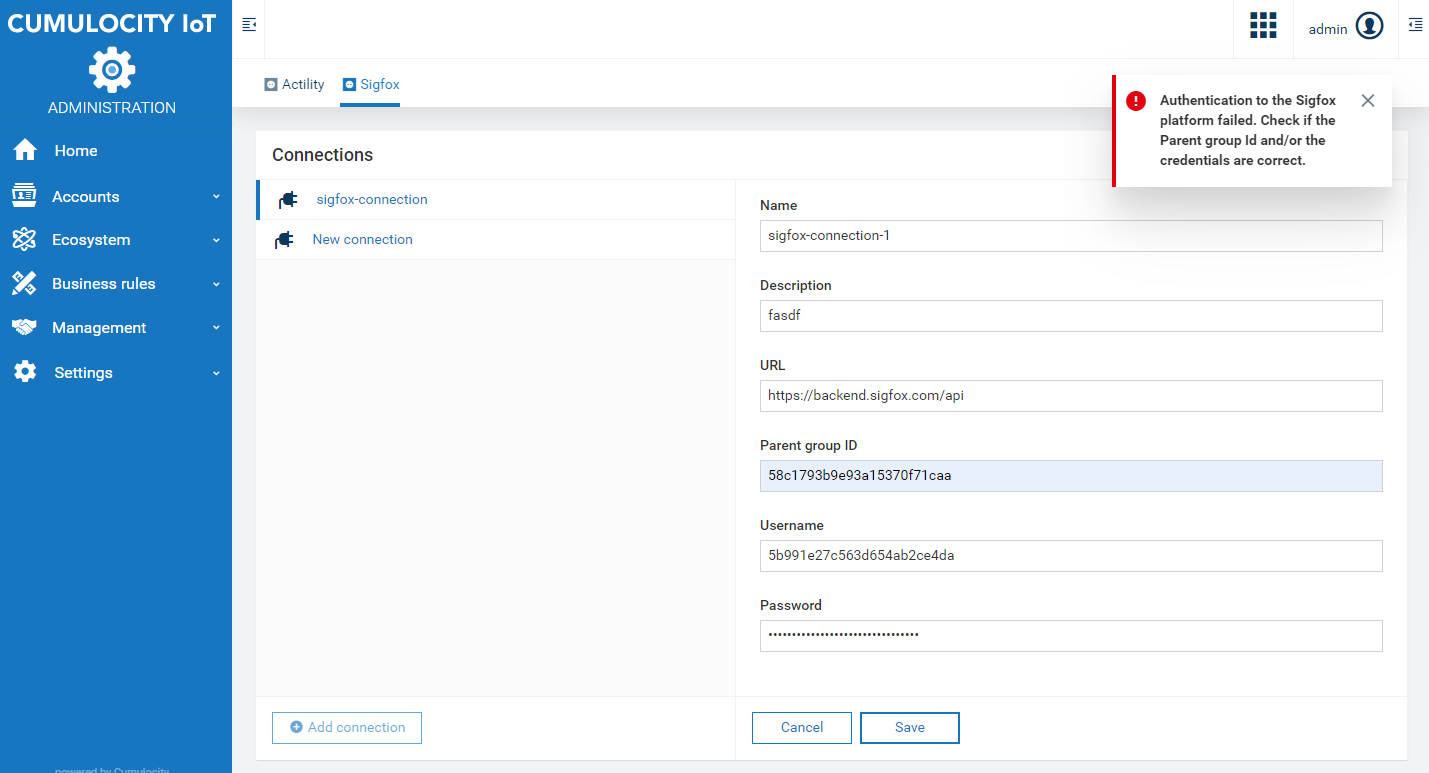 CUMULOCITY IoT
ADMINISTRATION
Home
Accounts
Ecosystem
Business rules
Management
Settings
powered by Cumulocity
admin
Actility
Sigfox
Authentication to the Sigfox
platform failed. Check if the
Parent group Id and/or the
credentials are correct.
Connections
sigfox-connection
New connection
Add connection
Name
sigfox-connection-1
Description
fasdf
URL
https://backend.sigfox.com/api
Parent group ID
58c1793b9e93a15370f71caa
Username
5b991e27c563d654ab2ce4da
Password
••••••••••••••••••••••••••••••••
Cancel
Save